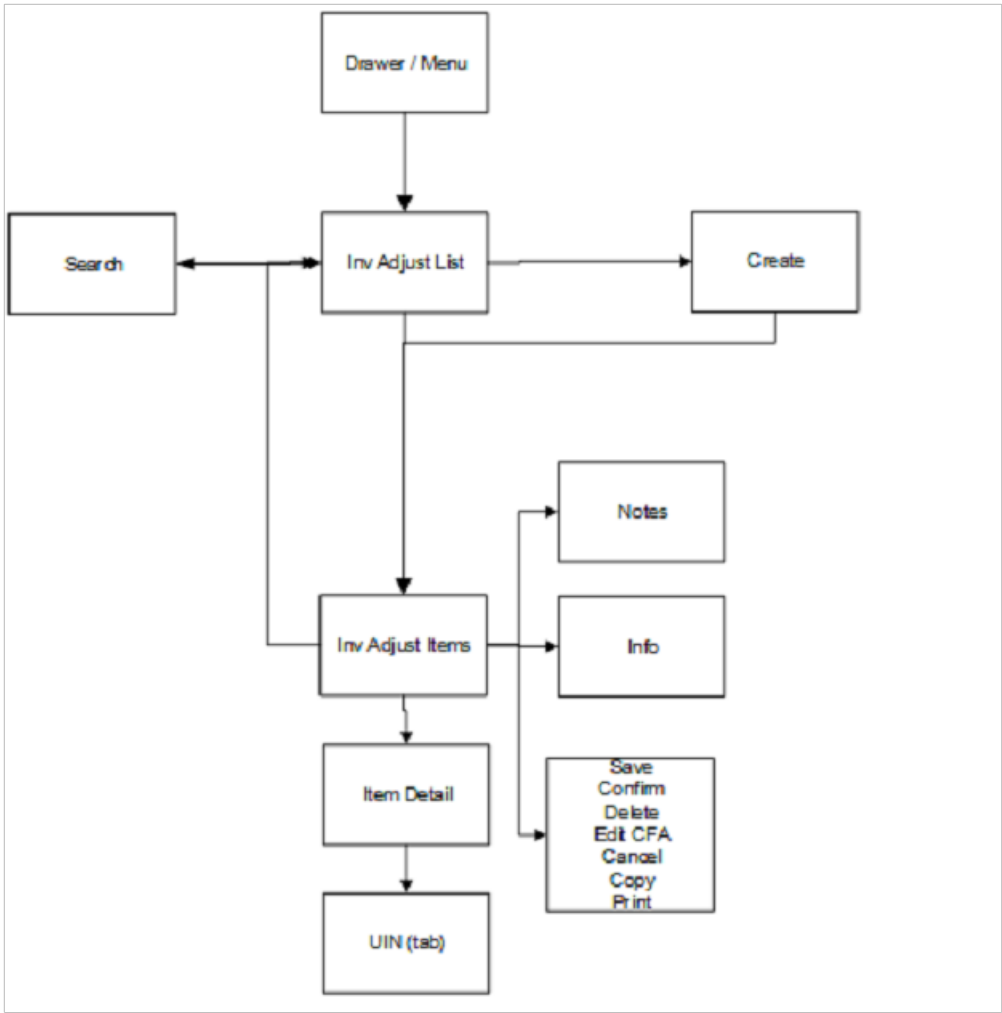 Drawer / Menu
Search
Inv Adjust List
Create
Notes
Inv Adjust Items
Info
Save
Confirm
Delete
Edit CFA
Cancel
Copy
Print
Item Detail
UIN (tab)